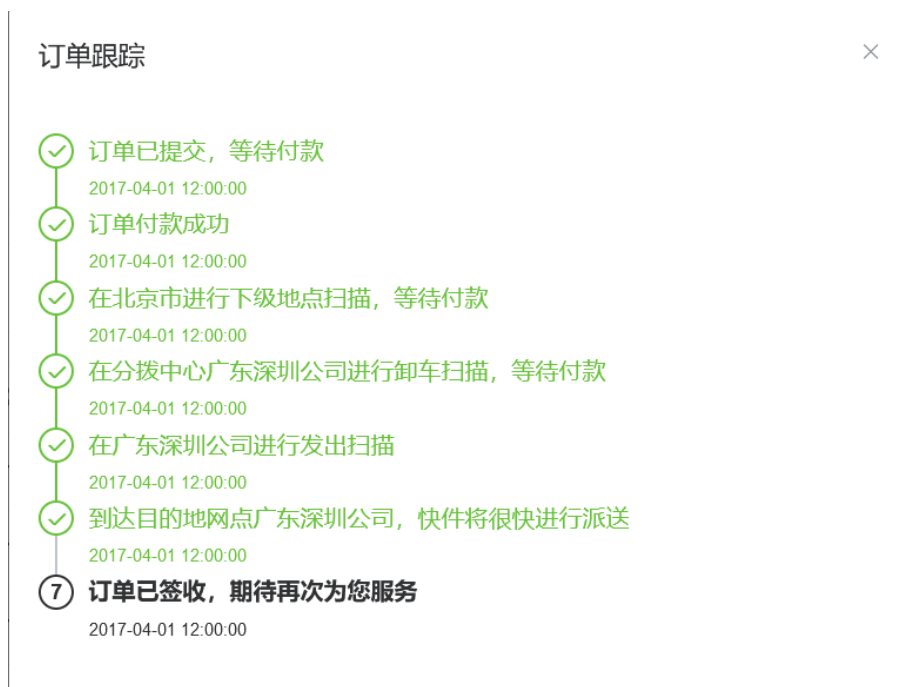 订单跟踪
订单已提交，等待付款
2017-04-01 12:00:00
订单付款成功
2017-04-01 12:00:00
在北京市进行下级地点扫描，等待付款
2017-04-01 12:00:00
在分拨中心广东深圳公司进行卸车扫描，等待付款
2017-04-01 12:00:00
在广东深圳公司进行发出扫描
2017-04-01 12:00:00
到达目的地网点广东深圳公司，快件将很快进行派送
2017-04-01 12:00:00
7 订单已签收，期待再次为您服务
2017-04-01 12:00:00